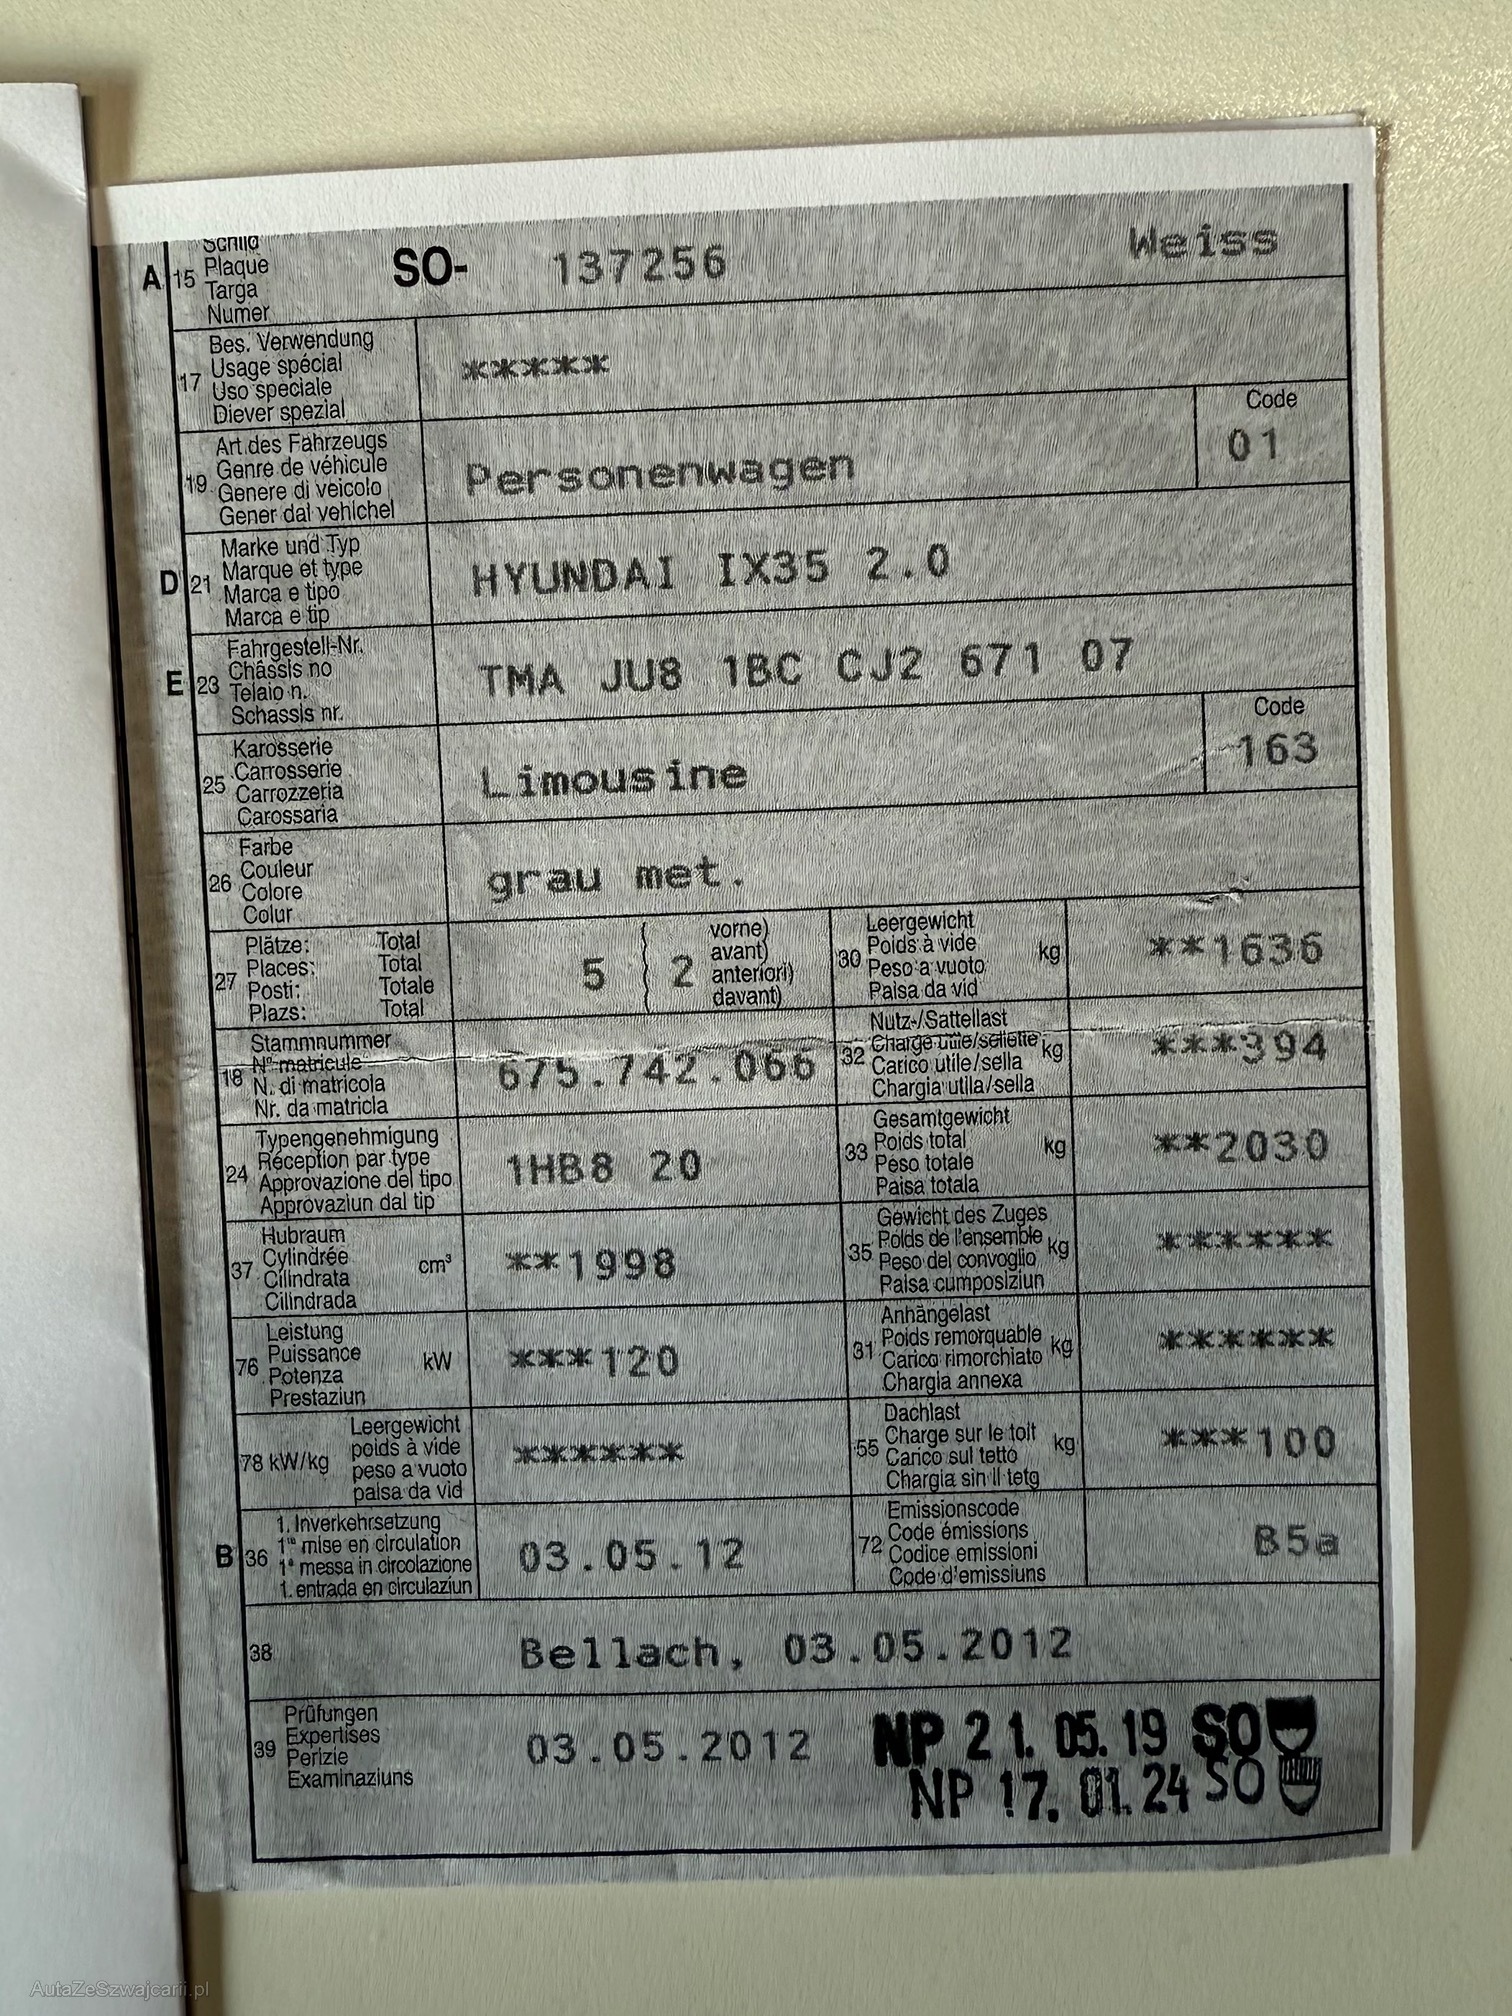 Schild
A 15 Plaque SO- 137256 Weiss
Targa
Numer
Bes. Verwendung
17 Usage spécial *****
Uso speciale
Diever spezial
Art des Fahrzeugs Code
19 Genre de véhicule Personenwagen 01
Genere di veicolo
Gener dal vehichel
Marke und Typ
D 21 Marque et type HYUNDAI IX35 2.0
Marca e tipo
Marca e tip
Fahrgestell-Nr.
E 23 Châssis no TMA JU8 1BC CJ2 671 07
Telaio n.
Schassis nr.
Karosserie Code
25 Carrosserie Limousine 163
Carrozzeria
Carossaria
Farbe
26 Couleur grau met.
Colore
Colur
Plätze: Total
27 Places: Total
Posti: Totale
Plazs: Total
5 2 vorne)
avant)
anteriori)
davant)
Leergewicht
30 Poids à vide kg **1636
Peso a vuoto
Paisa da vid
Stammnummer
18 Nº matricule 675.742.066
N. di matricola
Nr. da matricla
Nutz-/Sattellast
32 Charge utile/sellette kg ***394
Carico utile/sella
Chargia utila/sella
Typengenehmigung
24 Réception par type 1HB8 20
Approvazione del tipo
Approvaziun dal tip
Gesamtgewicht
33 Poids total kg **2030
Peso totale
Paisa totala
Hubraum
37 Cylindrée cm³ **1998
Cilindrata
Cilindrada
Gewicht des Zuges
35 Poids de l'ensemble kg ******
Peso del convoglio
Paisa cumposiziun
Leistung
76 Puissance kW ***120
Potenza
Prestaziun
Anhängelast
31 Poids remorquable kg ******
Carico rimorchiato
Chargia annexa
Leergewicht
78 kW/kg poids à vide ******
peso a vuoto
paisa da vid
Dachlast
55 Charge sur le toit kg ***100
Carico sul tetto
Chargia sin il tetg
1. Inverkehrsetzung
B 36 1re mise en circulation 03.05.12
1a messa in circolazione
1. entrada en circulaziun
Emissionscode
72 Code émissions B5a
Codice emissioni
Code d'emissiuns
38 Bellach, 03.05.2012
Prüfungen
39 Expertises 03.05.2012 NP 21. 05. 19 SO
Perizie NP 17. 01. 24 SO
Examinaziuns
AutaZeSzwajcarii.pl